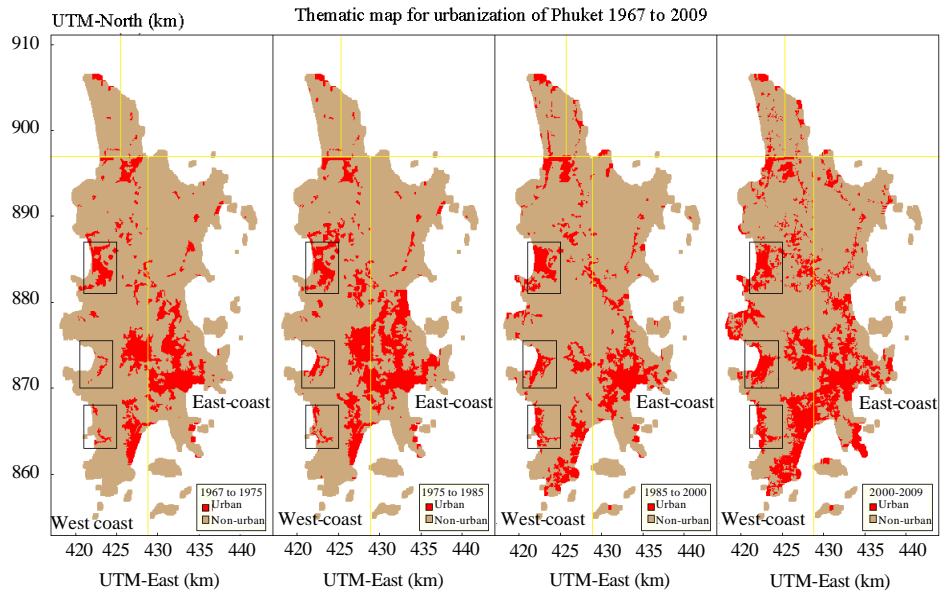 Thematic map for urbanization of Phuket 1967 to 2009
UTM-North (km)
910
900
890
880
870
860
East-coast
East-coast
East-coast
East-coast
1967 to 1975
Urban
Non-urban
1975 to 1985
Urban
Non-urban
1985 to 2000
Urban
Non-urban
2000-2009
Urban
Non-urban
West coast
West-coast
West-coast
West-coast
420 425 430 440
420 425 430 440
420 425 430 440
420 425 430 440
UTM-East (km)
UTM-East (km)
UTM-East (km)
UTM-East (km)